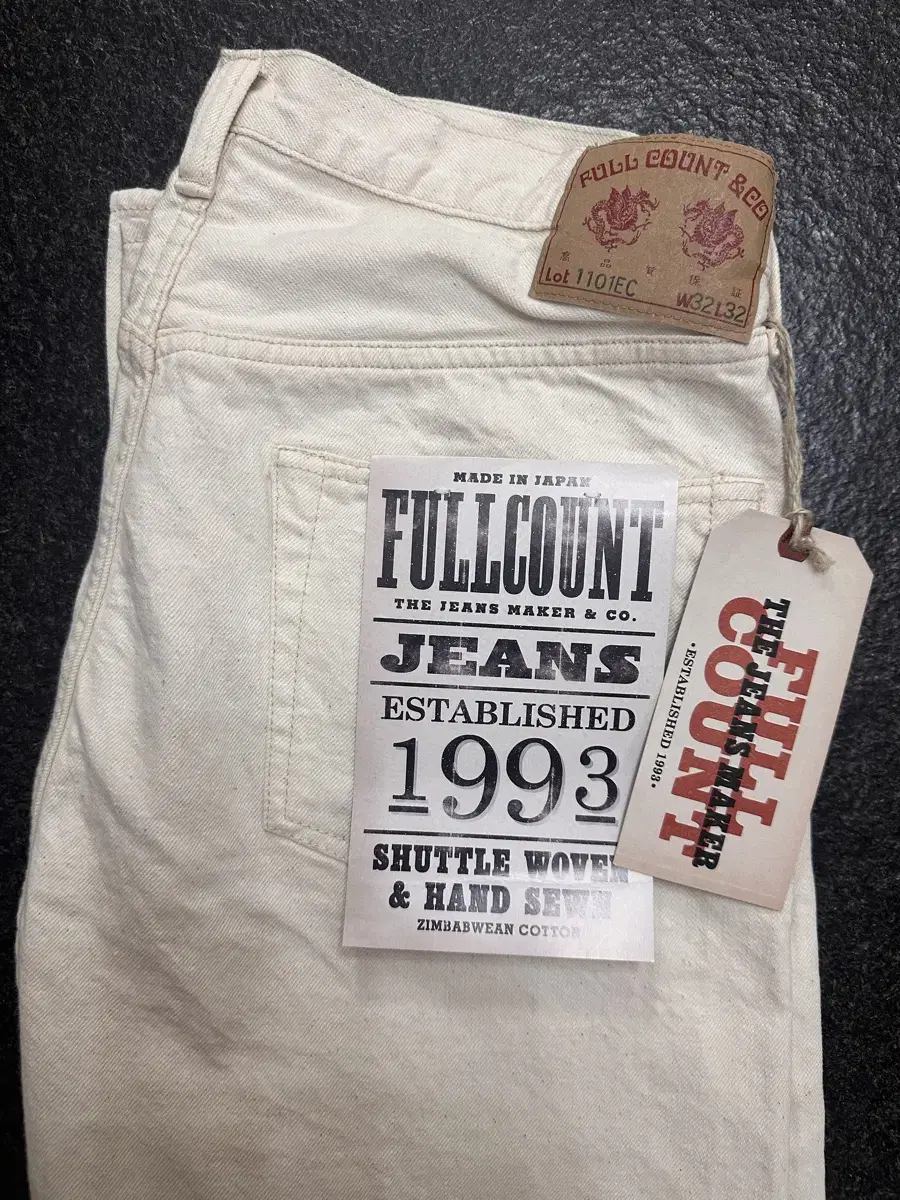 FULL COUNT & CO
高品質保証
Lot 1101EC
W32L32
MADE IN JAPAN
FULLCOUNT
THE JEANS MAKER & CO.
JEANS
ESTABLISHED
1993
SHUTTLE WOVEN
& HAND SEWN
ZIMBABWEAN COTTON
FULL
COUNT
THE JEANS MAKER
•ESTABLISHED 1993•